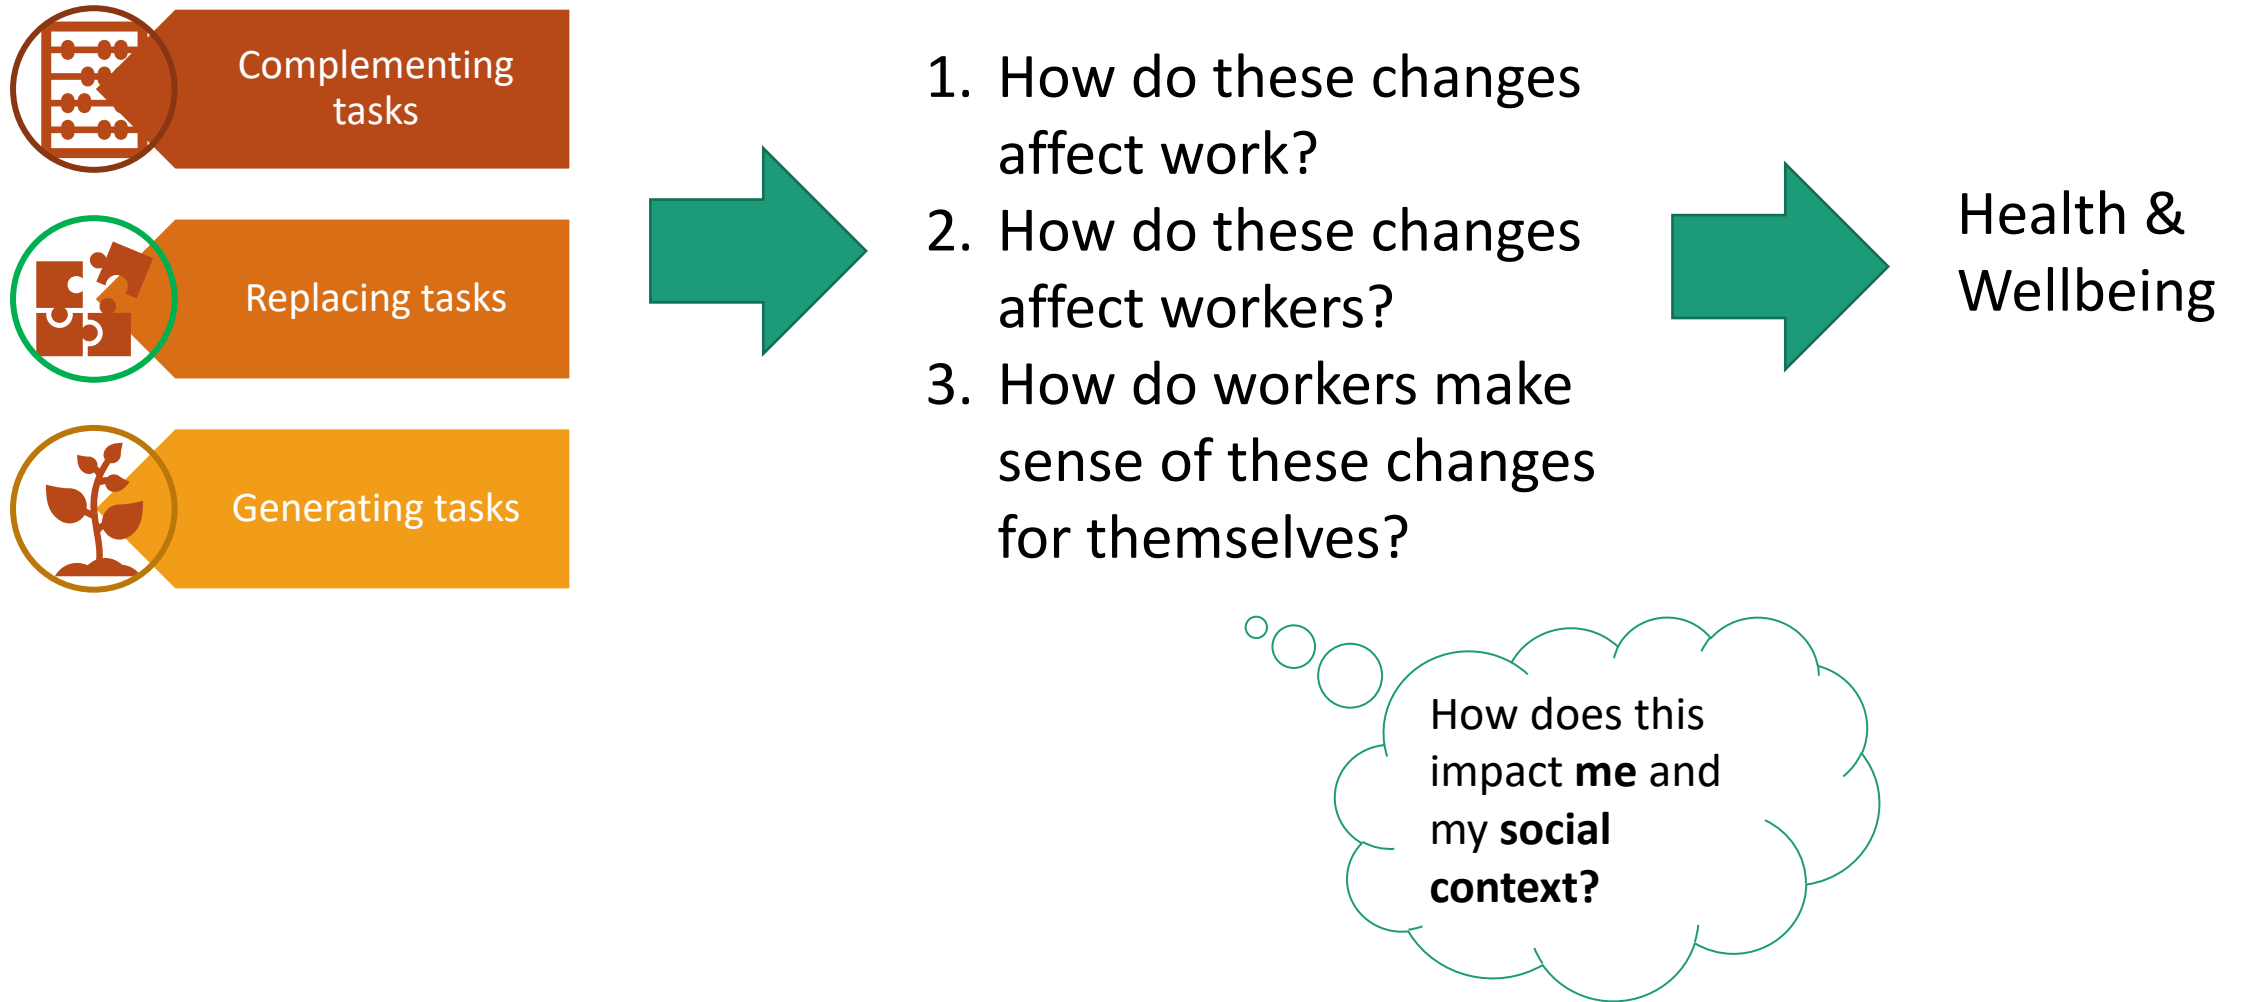 Complementing
tasks
Replacing tasks
Generating tasks
1. How do these changes
affect work?
2. How do these changes
affect workers?
3. How do workers make
sense of these changes
for themselves?
Health &
Wellbeing
How does this
impact me and
my social
context?